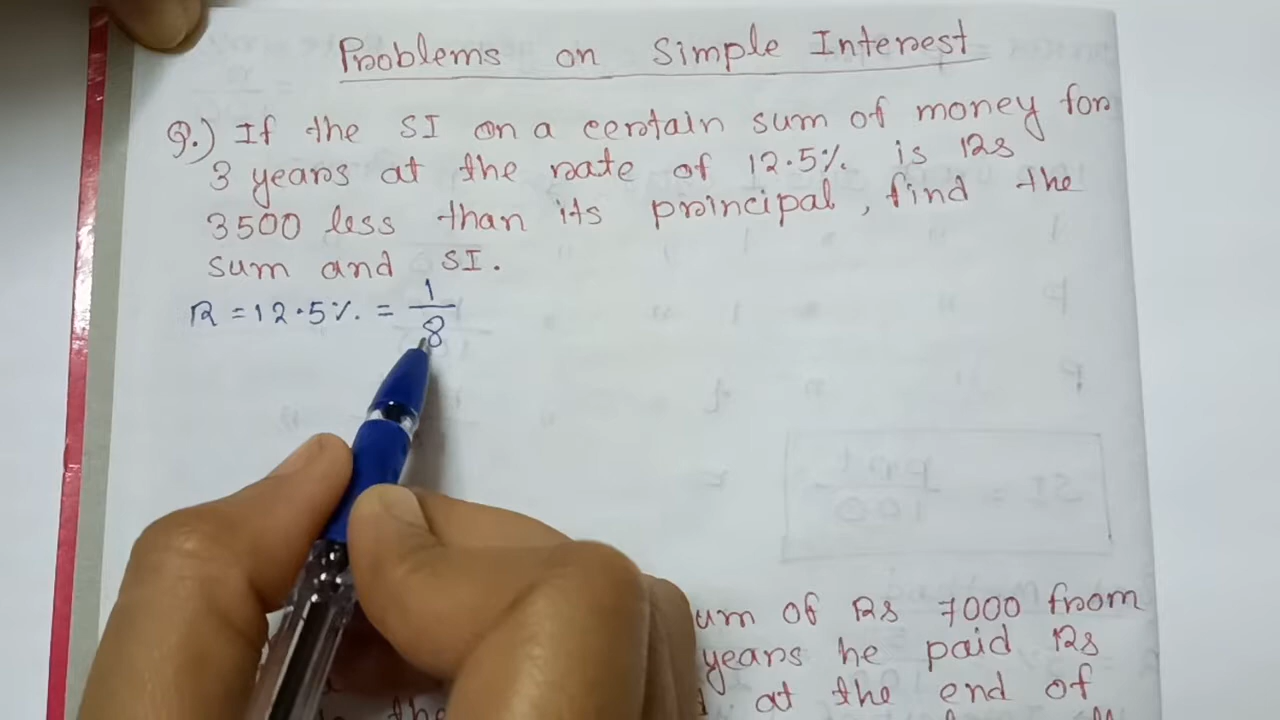 Problems on Simple Interest
Q.) If the SI on a certain sum of money for
3 years at the rate of 12.5% is Rs
3500 less than its principal, find the
sum and SI.
R = 12.5% = 1/8
um of Rs 7000 from
years he paid Rs
at the end of